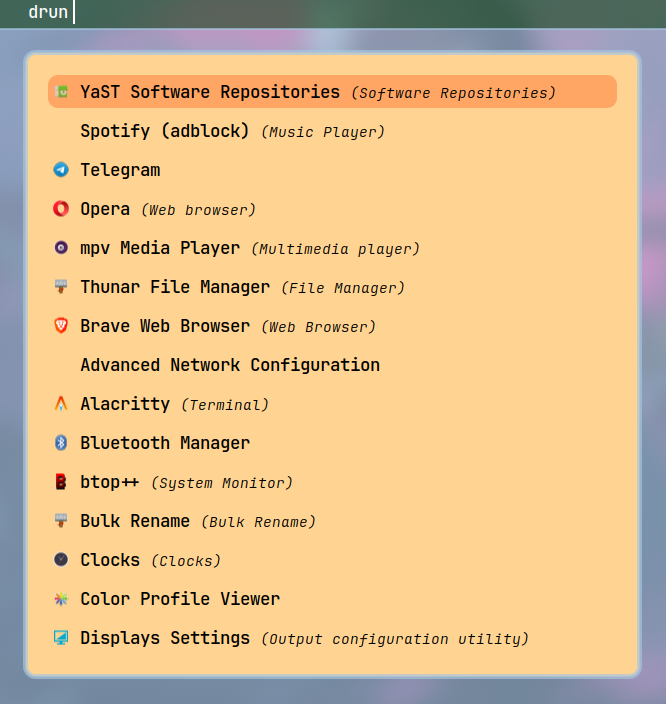 drun
YaST Software Repositories (Software Repositories)
Spotify (adblock) (Music Player)
Telegram
Opera (Web browser)
mpv Media Player (Multimedia player)
Thunar File Manager (File Manager)
Brave Web Browser (Web Browser)
Advanced Network Configuration
Alacritty (Terminal)
Bluetooth Manager
btop++ (System Monitor)
Bulk Rename (Bulk Rename)
Clocks (Clocks)
Color Profile Viewer
Displays Settings (Output configuration utility)